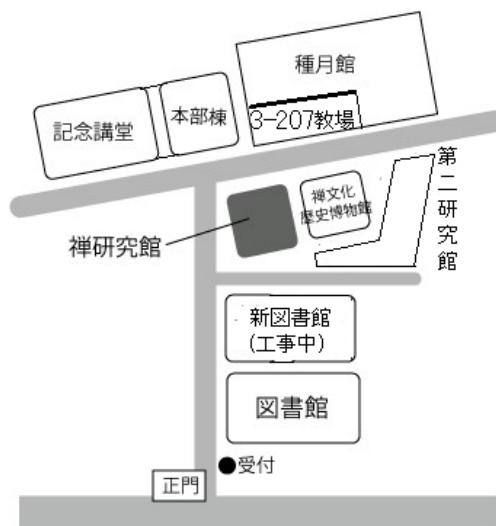 種月館
3-207教場
本部棟
記念講堂
第二研究館
禅文化
歴史博物館
禅研究館
新図書館
(工事中)
図書館
●受付
正門